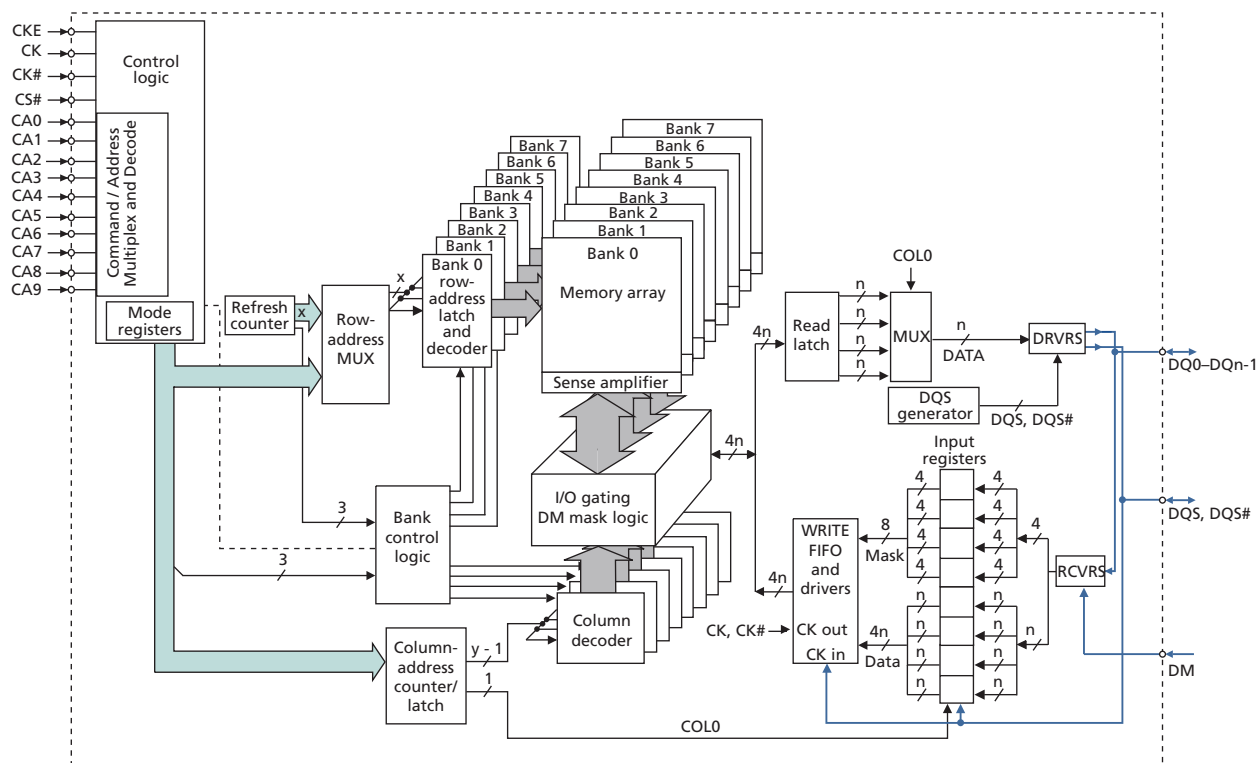 CKE
CK
CK#
CS#
CA0
CA1
CA2
CA3
CA4
CA5
CA6
CA7
CA8
CA9
Control
logic
Command / Address
Multiplex and Decode
Mode
registers
Refresh
counter
x
Row-
address
MUX
x
Bank 7
Bank 6
Bank 5
Bank 4
Bank 3
Bank 2
Bank 1
Bank 0
row-
address
latch
and
decoder
Bank 7
Bank 6
Bank 5
Bank 4
Bank 3
Bank 2
Bank 1
Bank 0
Memory array
Sense amplifier
3
3
Bank
control
logic
I/O gating
DM mask logic
Column
decoder
Column-
address
counter/
latch
y - 1
1
COL0
4n
4n
4n
Read
latch
n
n
n
n
COL0
MUX
n
DATA
DRVRS
DQS
generator
DQS, DQS#
DQ0–DQn-1
DQS, DQS#
DM
RCVRS
Input
registers
4
4
4
4
4
4
4
4
4
8
Mask
WRITE
FIFO
and
drivers
CK out
CK in
CK, CK#
4n
Data
n
n
n
n
n
n
n
n
n